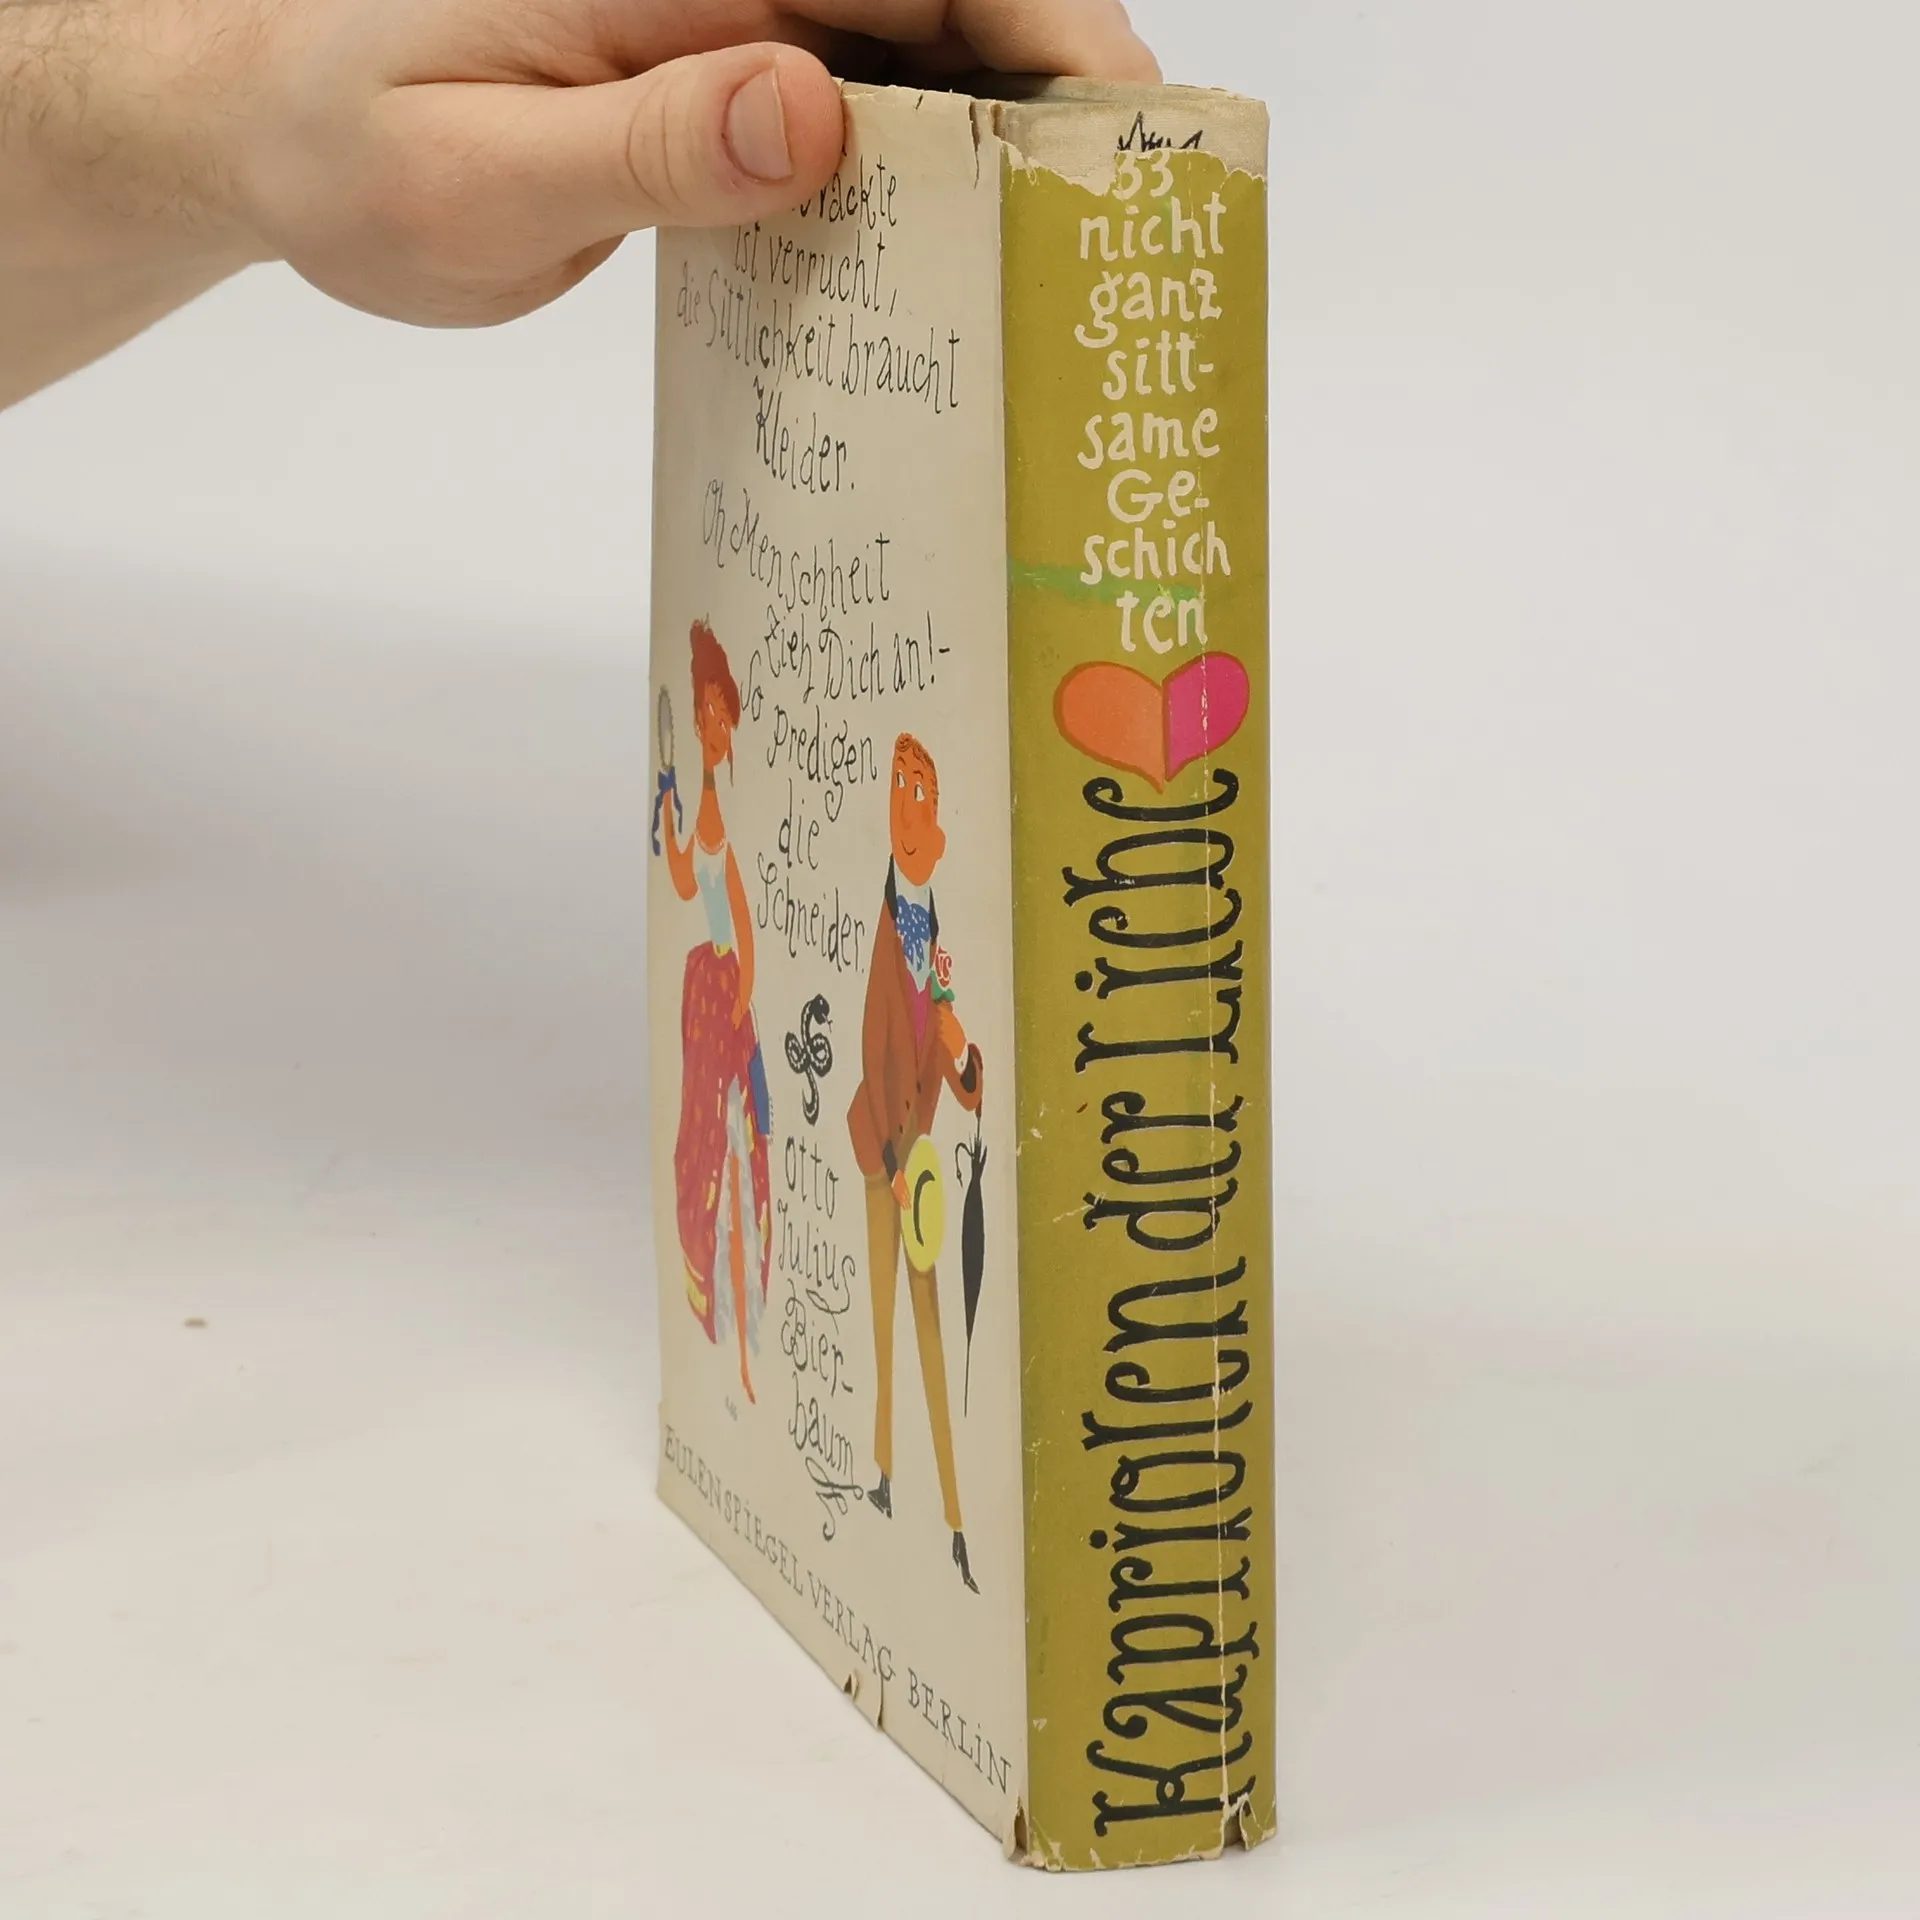 ist verrucht,
die Sittlichkeit braucht
Kleider.
Oh Menschheit
Zieh Dich an!-
So
predigen
die
Schneider.
Otto
Julius
Bier-
baum
EULENSPIEGEL VERLAG BERLIN
33
nicht
ganz
sitt-
same
Ge-
schich
ten
Kapriolen der Liebe